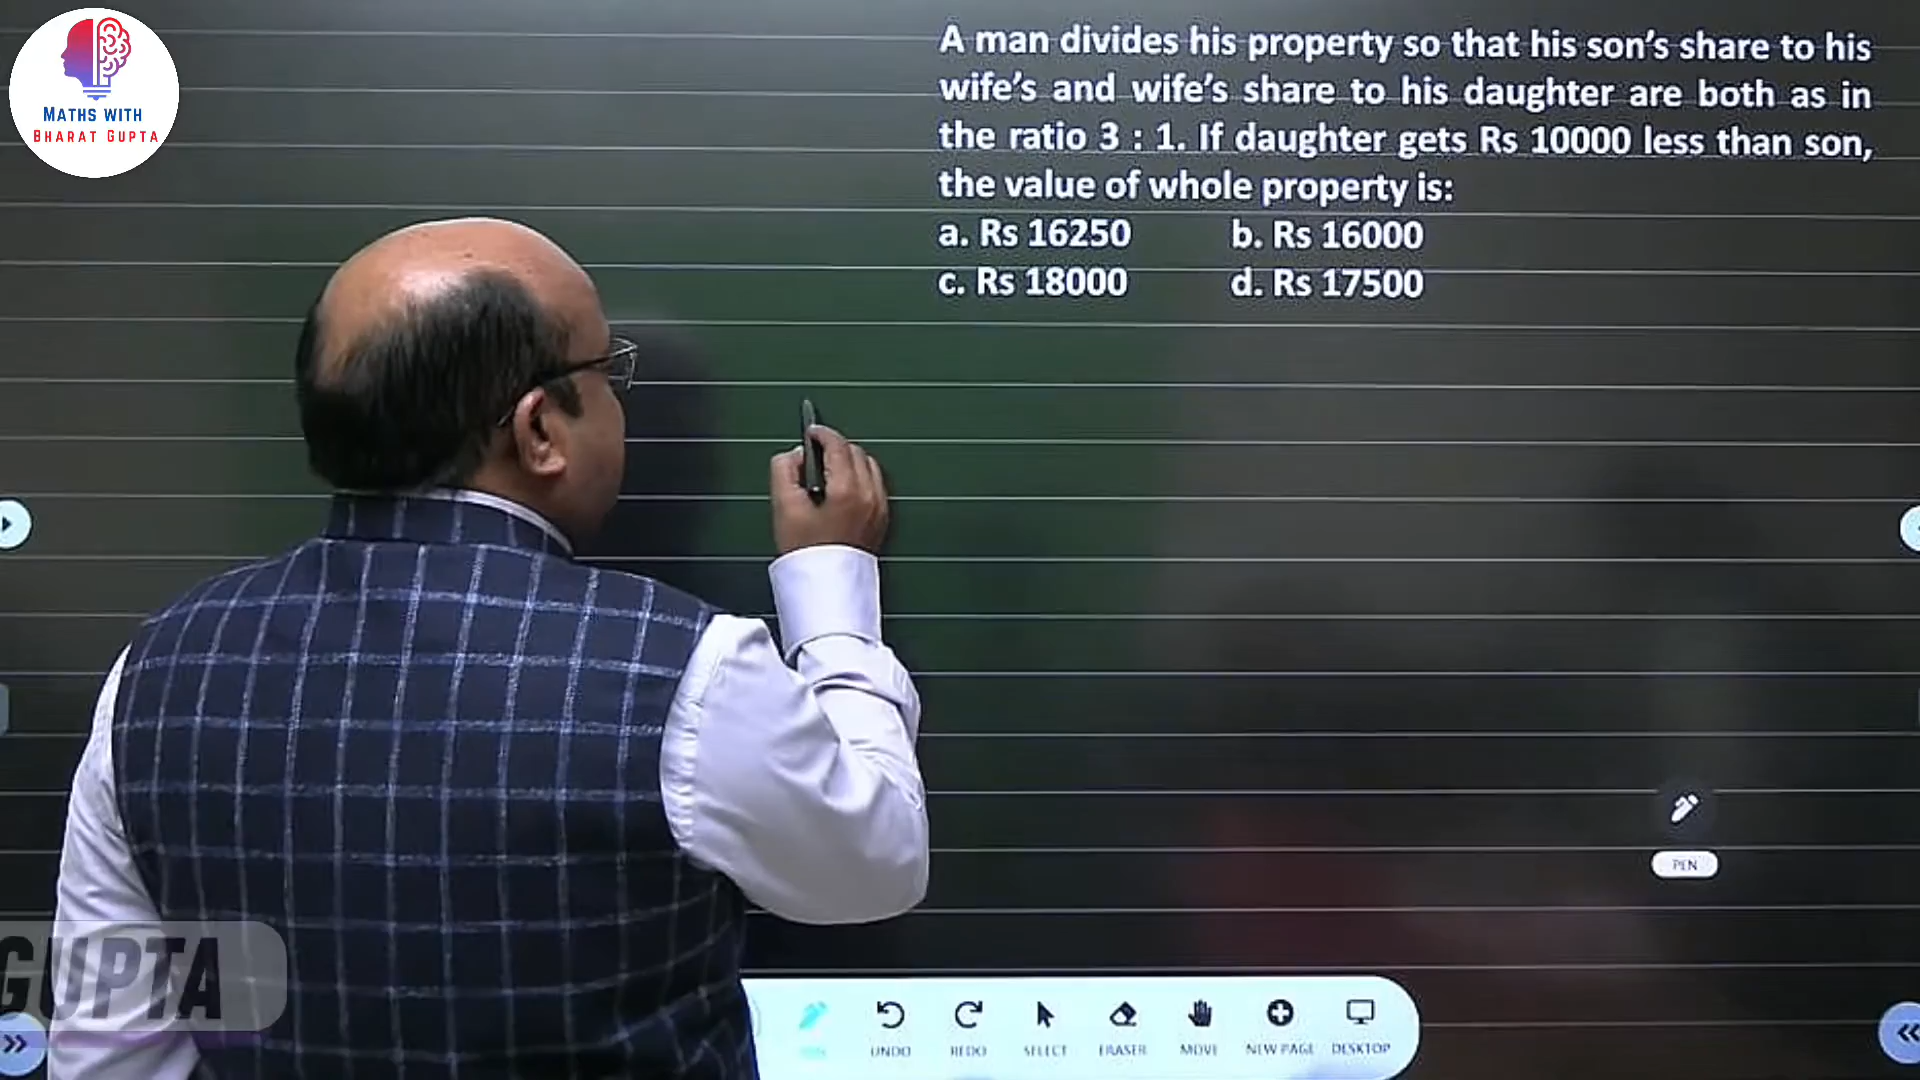 MATHS WITH
BHARAT GUPTA
A man divides his property so that his son's share to his
wife's and wife's share to his daughter are both as in
the ratio 3 : 1. If daughter gets Rs 10000 less than son,
the value of whole property is:
a. Rs 16250 b. Rs 16000
c. Rs 18000 d. Rs 17500
PEN
GUPTA
UNDO REDO SELECT ERASER MOVE NEW PAGE DESKTOP